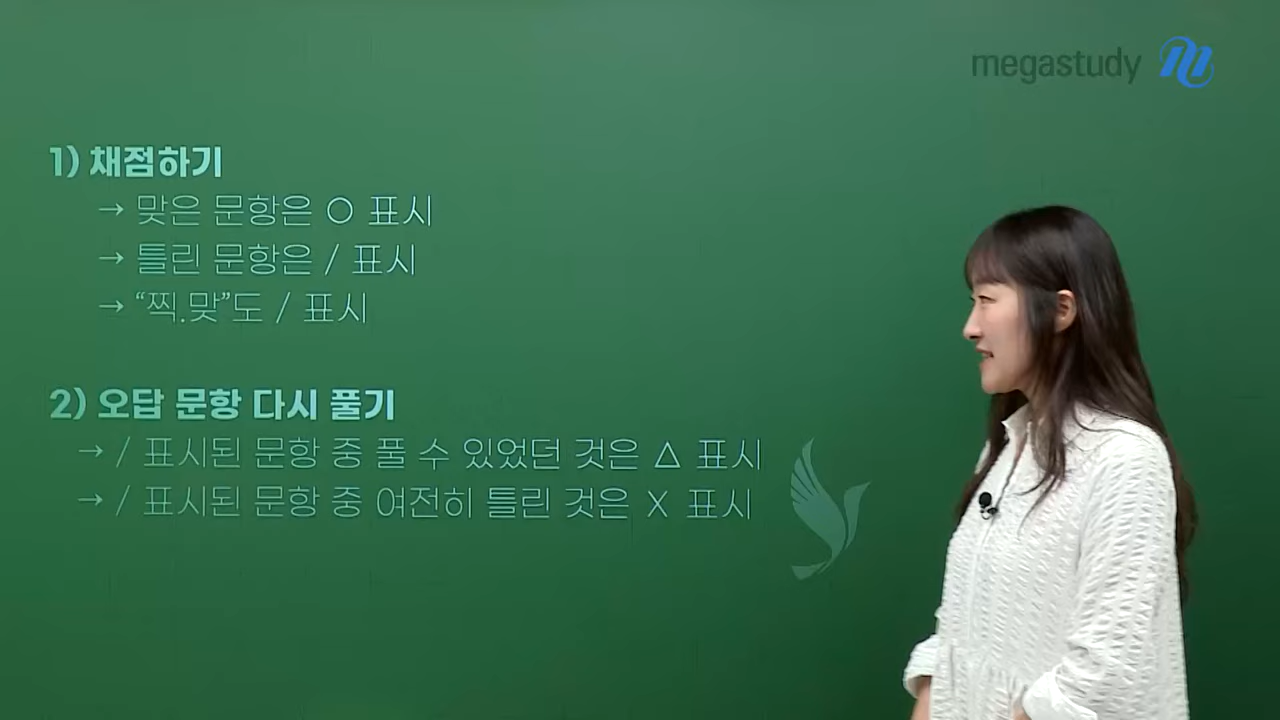 megastudy
1) 채점하기
→ 맞은 문항은 ○ 표시
→ 틀린 문항은 / 표시
→ “찍.맞”도 / 표시
2) 오답 문항 다시 풀기
→ / 표시된 문항 중 풀 수 있었던 것은 △ 표시
→ / 표시된 문항 중 여전히 틀린 것은 X 표시